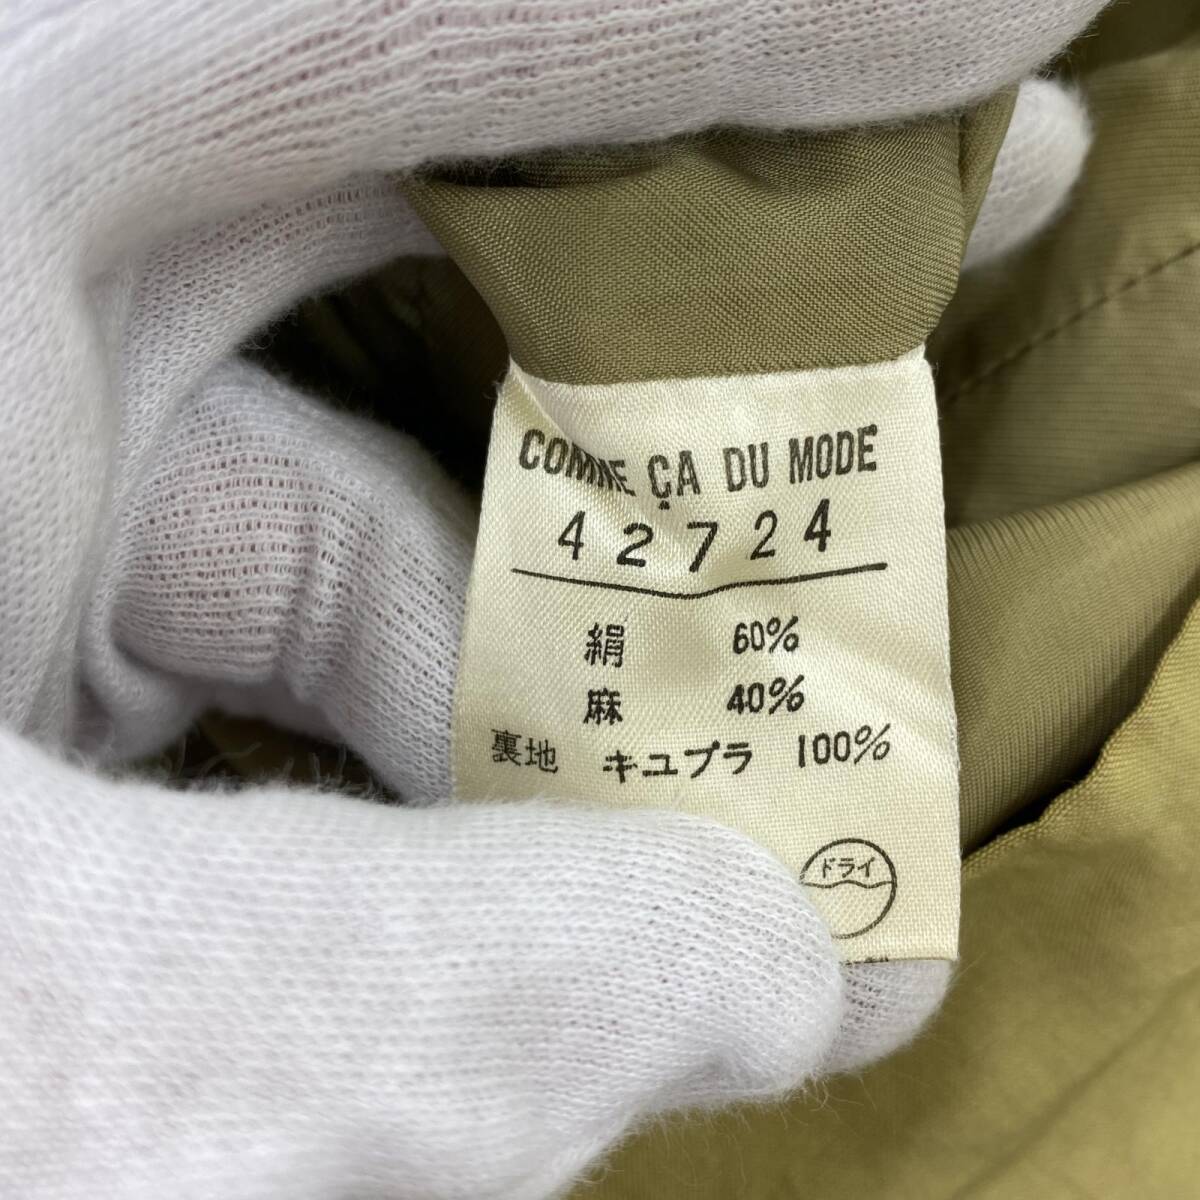 COMME ÇA DU MODE
42724
絹 60%
麻 40%
裏地 キュプラ 100%
ドライ